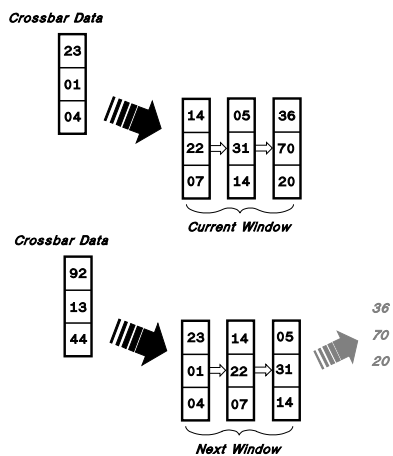 Crossbar Data
23
01
04
14 05 36
22 31 70
07 14 20
Current Window
Crossbar Data
92
13
44
23 14 05
01 22 31
04 07 14
36
70
20
Next Window